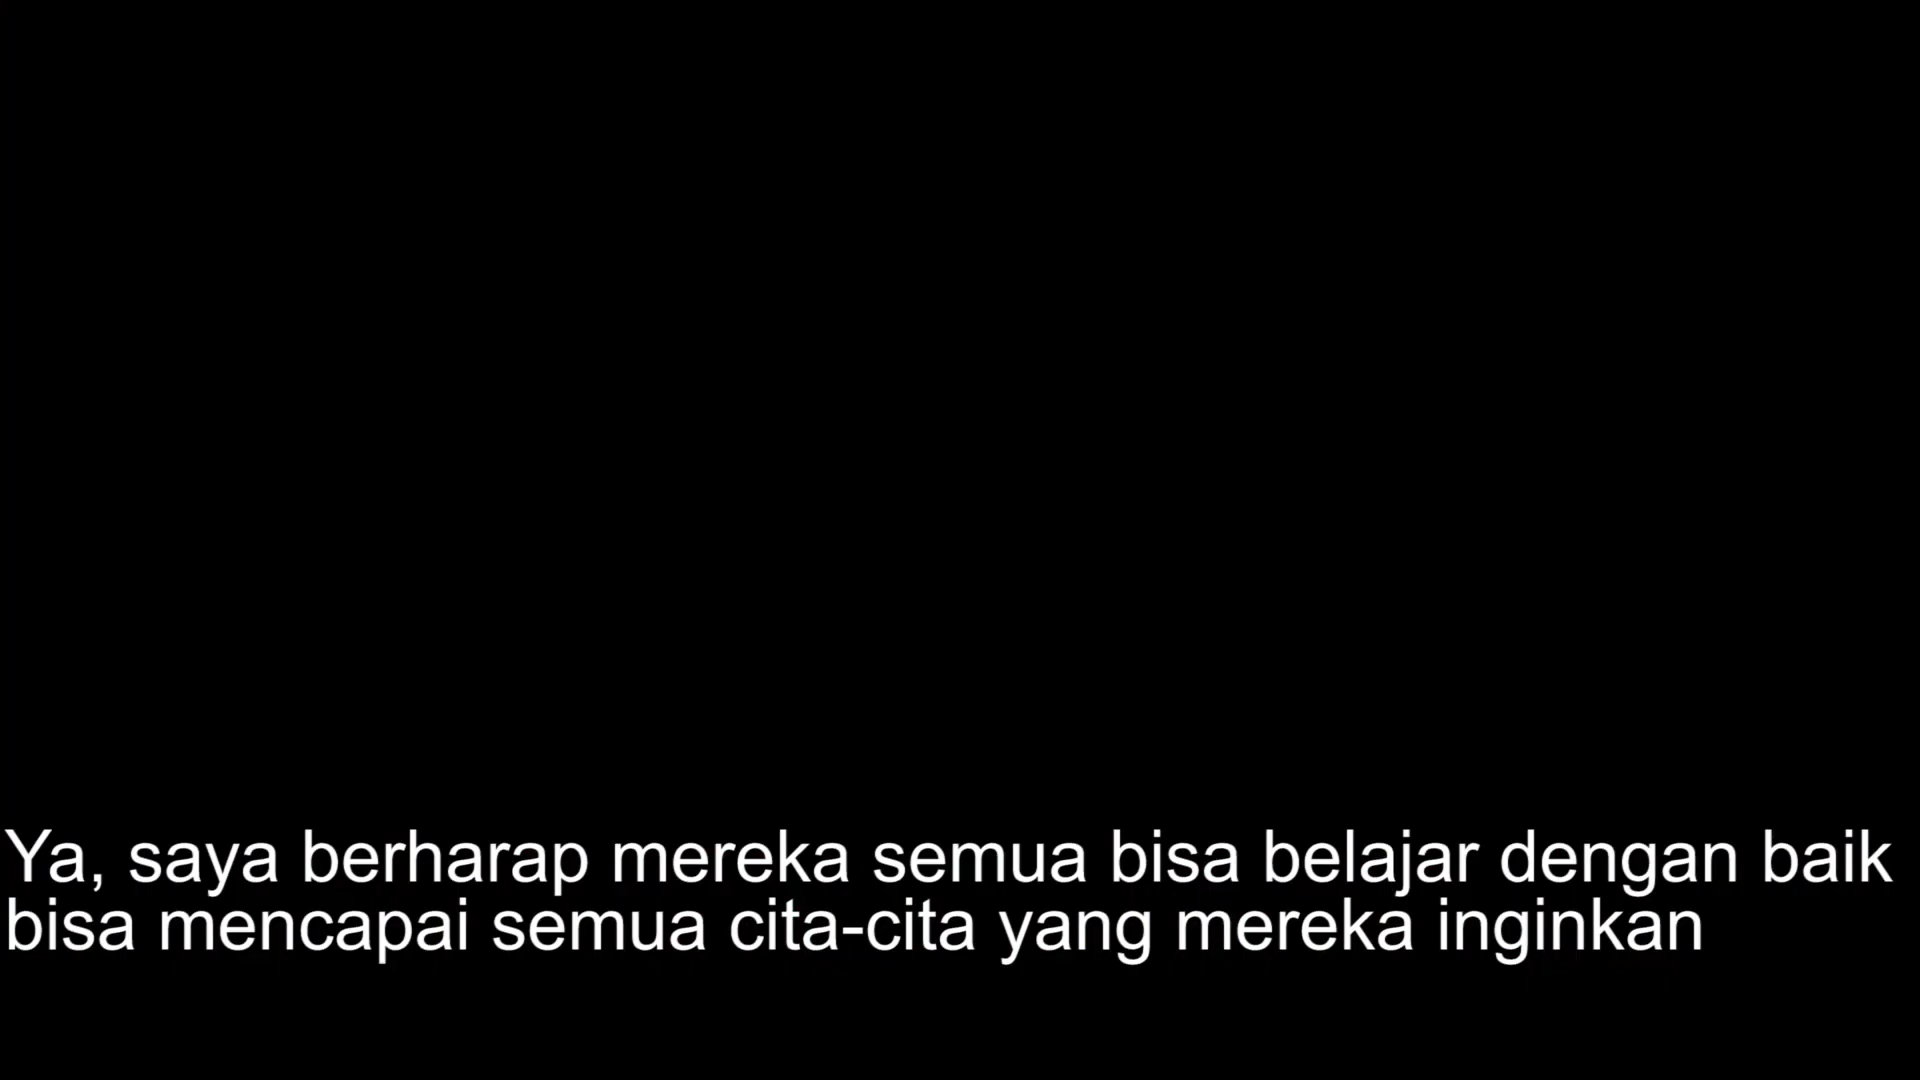 Ya, saya berharap mereka semua bisa belajar dengan baik
bisa mencapai semua cita-cita yang mereka inginkan